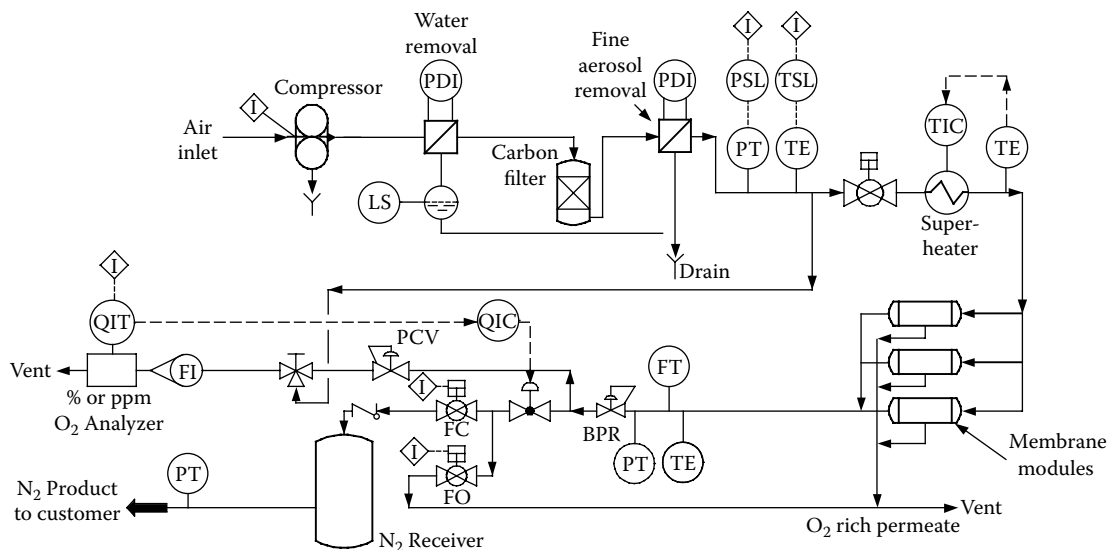 Water
removal
Fine
aerosol
removal
I
I
PDI
PDI
PSL
TSL
Compressor
I
Air
inlet
TIC
TE
PT
TE
Carbon
filter
LS
Super-
heater
Drain
I
QIT
QIC
PCV
Vent
FI
FT
% or ppm
O₂ Analyzer
I
FC
BPR
I
FO
PT
TE
Membrane
modules
PT
N₂ Product
to customer
Vent
O₂ rich permeate
N₂ Receiver